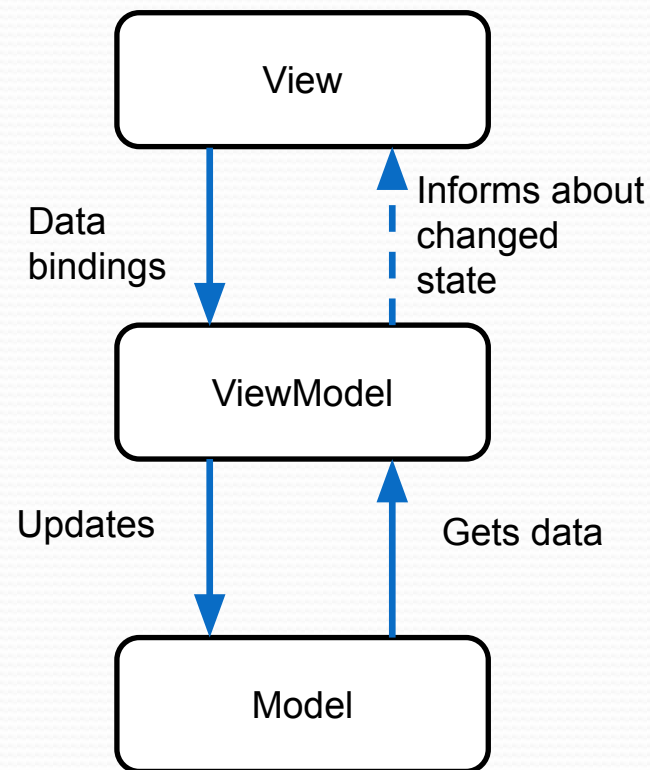 View
Data
bindings
Informs about
changed
state
ViewModel
Updates
Gets data
Model